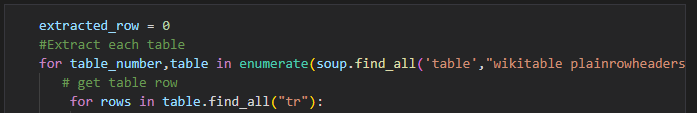 extracted_row = 0
#Extract each table
for table_number,table in enumerate(soup.find_all('table',"wikitable plainrowheaders
# get table row
for rows in table.find_all("tr"):